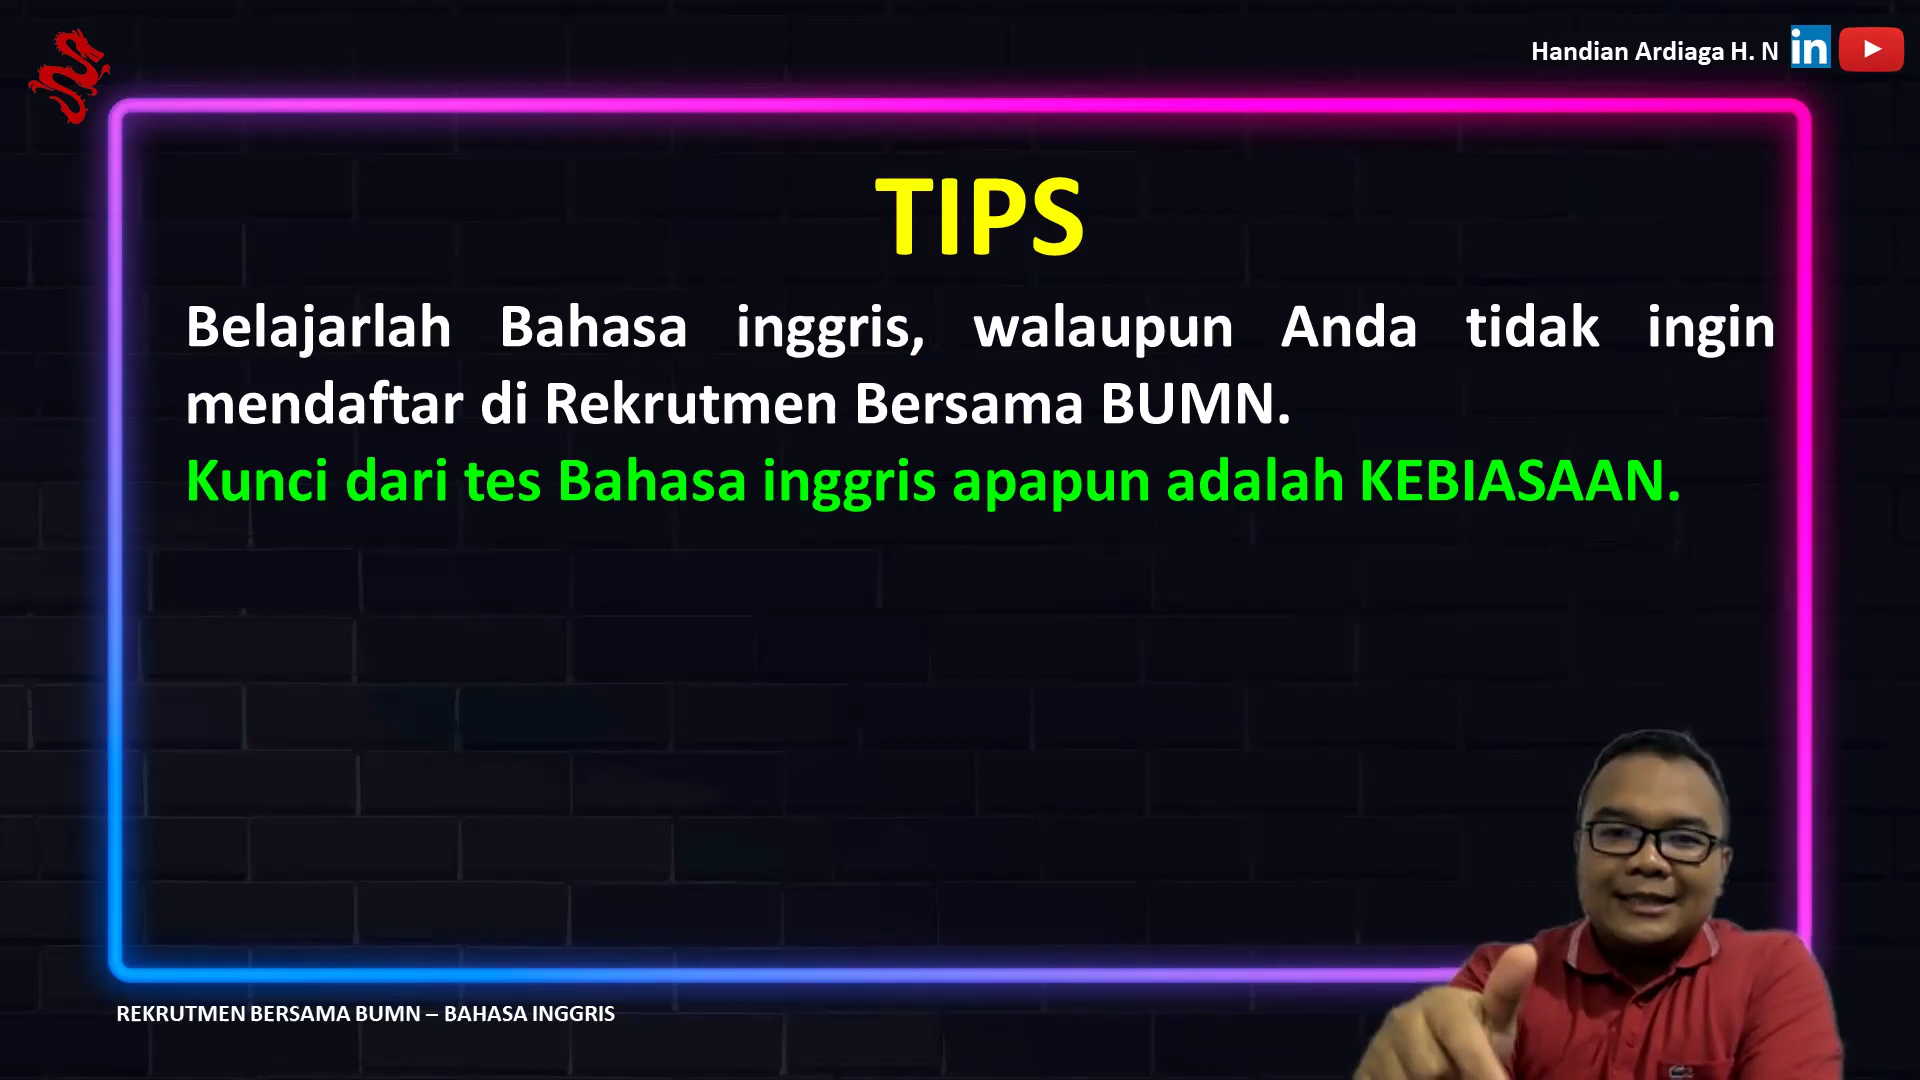 Handian Ardiaga H. N in
TIPS
Belajarlah Bahasa inggris, walaupun Anda tidak ingin
mendaftar di Rekrutmen Bersama BUMN.
Kunci dari tes Bahasa inggris apapun adalah KEBIASAAN.
REKRUTMEN BERSAMA BUMN – BAHASA INGGRIS